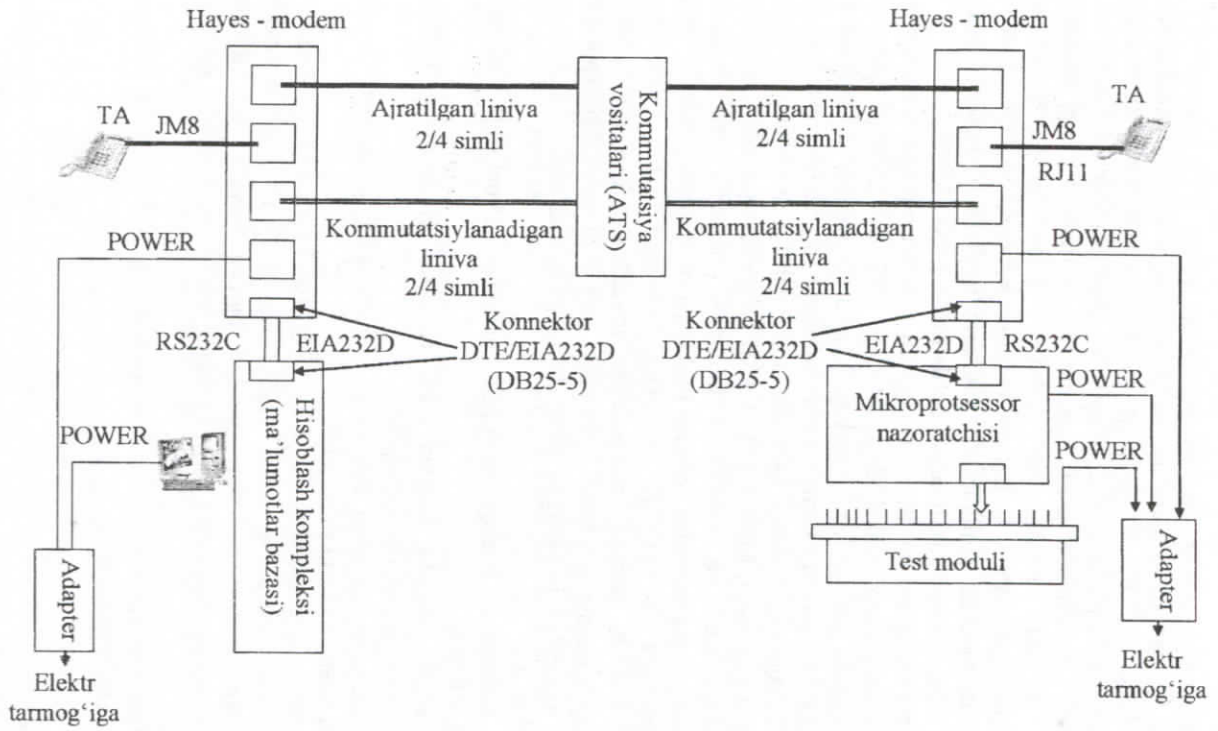 Hayes - modem
Hayes - modem
TA
JM8
Ajratilgan liniya
2/4 simli
Kommutatsiya
vositalari (ATS)
Ajratilgan liniya
2/4 simli
JM8
RJ11
TA
POWER
Kommutatsiylanadigan
liniya
2/4 simli
Kommutatsiylanadigan
liniya
2/4 simli
POWER
RS232C
EIA232D
Konnektor
DTE/EIA232D
(DB25-5)
Konnektor
DTE/EIA232D
(DB25-5)
EIA232D
RS232C
POWER
Hisoblash kompleksi
(ma’lumotlar bazasi)
Mikroprotsessor
nazoratchisi
POWER
POWER
Test moduli
Adapter
Adapter
Elektr
tarmog‘iga
Elektr
tarmog‘iga